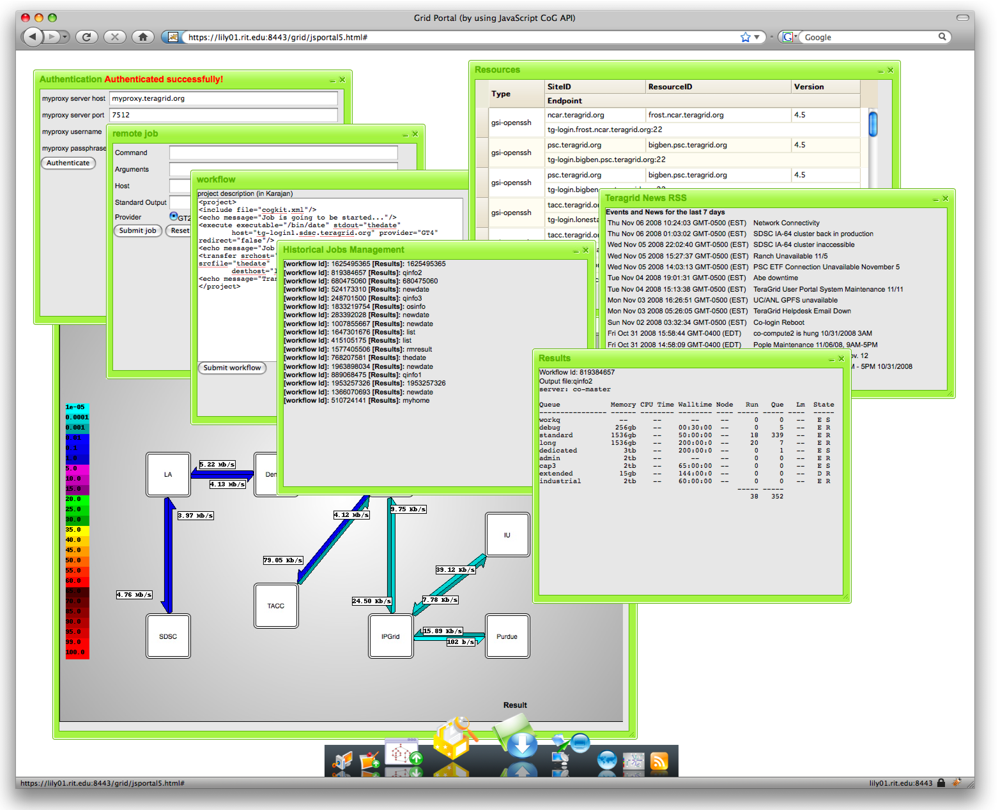 Grid Portal (by using JavaScript CoG API)
https://lily01.rit.edu:8443/grid/jsportal5.html#
Google
Authentication Authenticated successfully!
myproxy server host myproxy.teragrid.org
myproxy server port 7512
myproxy username
myproxy passphrase
Authenticate
remote job
Command
Arguments
Host
Standard Output
Provider GT2
Submit job Reset
workflow
project description (in Karajan)
<project>
<include file="cogkit.xml"/>
<echo message="Job is going to be started..."/>
<execute executable="/bin/date" stdout="thedate"
host="tg-login1.sdsc.teragrid.org" provider="GT4"
redirect="false"/>
<echo message="Job
<transfer srchost="
srcfile="thedate"
desthost="
<echo message="Tran
</project>
Submit workflow
Resources
Type SiteID ResourceID Version
Endpoint
gsi-openssh ncar.teragrid.org frost.ncar.teragrid.org 4.5
tg-login.frost.ncar.teragrid.org:22
gsi-openssh psc.teragrid.org bigben.psc.teragrid.org 4.5
tg-login.bigben.psc.teragrid.org:22
gsi-openssh psc.teragrid.org bigben.psc.teragrid.org 4.5
tg-login.bigben.psc.teragrid.org:22
gsi-openssh tacc.teragrid.o
tg-login.lonesta
tacc.teragrid.o
Teragrid News RSS
Events and News for the last 7 days
Thu Nov 06 2008 10:24:03 GMT-0500 (EST) Network Connectivity
Thu Nov 06 2008 01:03:02 GMT-0500 (EST) SDSC IA-64 cluster back in production
Wed Nov 05 2008 22:02:40 GMT-0500 (EST) SDSC IA-64 cluster inaccessible
Wed Nov 05 2008 15:27:37 GMT-0500 (EST) Ranch Unavailable 11/5
Wed Nov 05 2008 14:03:13 GMT-0500 (EST) PSC ETF Connection Unavailable November 5
Tue Nov 04 2008 19:01:31 GMT-0500 (EST) Abe downtime
Tue Nov 04 2008 15:13:38 GMT-0500 (EST) TeraGrid User Portal System Maintenance 11/11
Mon Nov 03 2008 16:26:51 GMT-0500 (EST) UC/ANL GPFS unavailable
Mon Nov 03 2008 05:26:05 GMT-0500 (EST) TeraGrid Helpdesk Email Down
Sun Nov 02 2008 03:32:34 GMT-0500 (EST) Co-login Reboot
Fri Oct 31 2008 15:58:44 GMT-0400 (EDT) co-compute2 is hung 10/31/2008 3AM
Fri Oct 31 2008 14:58:09 GMT-0400 (EDT) Pople Maintenance 11/06/08, 9AM-5PM
ov. 12
M - 5PM 10/31/2008
Historical Jobs Management
[workflow Id]: 1625495365 [Results]: 1625495365
[workflow Id]: 819384657 [Results]: qinfo2
[workflow Id]: 680475060 [Results]: 680475060
[workflow Id]: 524173310 [Results]: newdate
[workflow Id]: 248701500 [Results]: qinfo3
[workflow Id]: 1833219754 [Results]: osinfo
[workflow Id]: 283392028 [Results]: newdate
[workflow Id]: 1007855667 [Results]: newdate
[workflow Id]: 1647301676 [Results]: list
[workflow Id]: 415105175 [Results]: list
[workflow Id]: 1577405506 [Results]: rmresult
[workflow Id]: 768207581 [Results]: thedate
[workflow Id]: 1963898034 [Results]: newdate
[workflow Id]: 889068475 [Results]: qinfo1
[workflow Id]: 1953257326 [Results]: 1953257326
[workflow Id]: 1366070693 [Results]: newdate
[workflow Id]: 510724141 [Results]: myhome
Results
Workflow Id: 819384657
Output file:qinfo2
server: co-master
Queue Memory CPU Time Walltime Node Run Que Lm State
---------------- ------ -------- -------- ---- ----- ----- ---- -----
workq -- -- -- -- 0 0 -- E S
debug 256gb -- 00:30:00 -- 0 5 -- E R
standard 1536gb -- 50:00:00 -- 18 339 -- E R
long 1536gb -- 200:00:0 -- 20 7 -- E R
dedicated 3tb -- 200:00:0 -- 0 1 -- E S
admin 2tb -- -- -- 0 0 -- E R
cap3 2tb -- 65:00:00 -- 0 0 -- E S
extended 15gb -- 144:00:0 -- 0 0 -- D R
industrial 2tb -- 60:00:00 -- 0 0 -- E S
----- -----
38 352
1e-05
0.0001
0.001
0.01
0.1
1.0
5.0
10.0
15.0
20.0
25.0
30.0
35.0
40.0
45.0
50.0
55.0
60.0
65.0
70.0
85.0
90.0
95.0
99.0
100.0
LA
5.22 Mb/s
4.13 Mb/s
Den
3.97 Mb/s
4.76 Mb/s
SDSC
4.12 Mb/s
79.05 Kb/s
TACC
9.75 Kb/s
24.50 Kb/s
IU
39.12 Kb/s
7.78 Kb/s
IPGrid
15.89 Kb/s
102 b/s
Purdue
Result
https://lily01.rit.edu:8443/grid/jsportal5.html#
lily01.rit.edu:8443